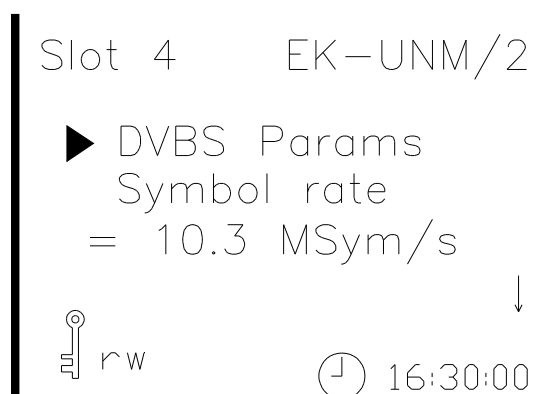 Slot 4 EK-UNM/2
DVBS Params
Symbol rate
= 10.3 MSym/s
rw
16:30:00